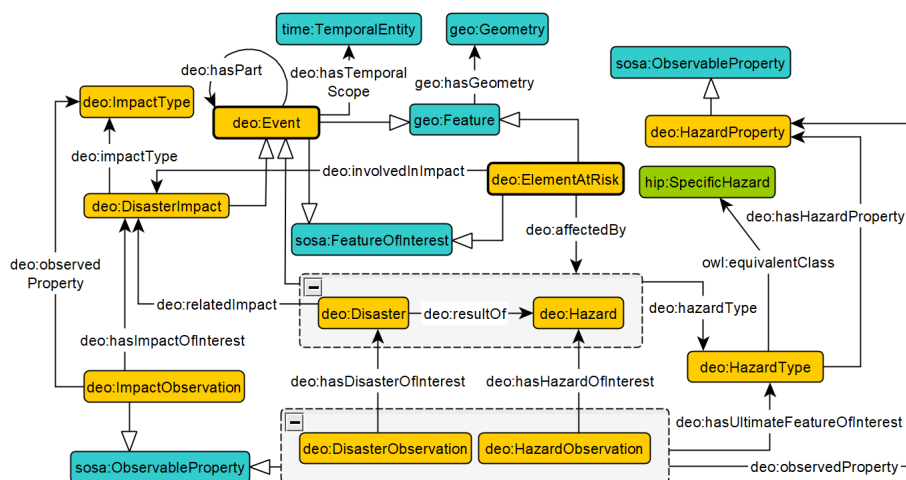 time:TemporalEntity
geo:Geometry
sosa:ObservableProperty
deo:hasPart
deo:hasTemporal
Scope
geo:hasGeometry
deo:ImpactType
deo:Event
geo:Feature
deo:HazardProperty
deo:impactType
deo:involvedInImpact
deo:ElementAtRisk
hip:SpecificHazard
deo:DisasterImpact
deo:hasHazardProperty
sosa:FeatureOfInterest
deo:affectedBy
deo:observed
Property
owl:equivalentClass
deo:relatedImpact
deo:Disaster
deo:resultOf
deo:Hazard
deo:hazardType
deo:hasImpactOfInterest
deo:HazardType
deo:ImpactObservation
deo:hasDisasterOfInterest
deo:hasHazardOfInterest
deo:hasUltimateFeatureOfInterest
deo:DisasterObservation
deo:HazardObservation
sosa:ObservableProperty
deo:observedProperty